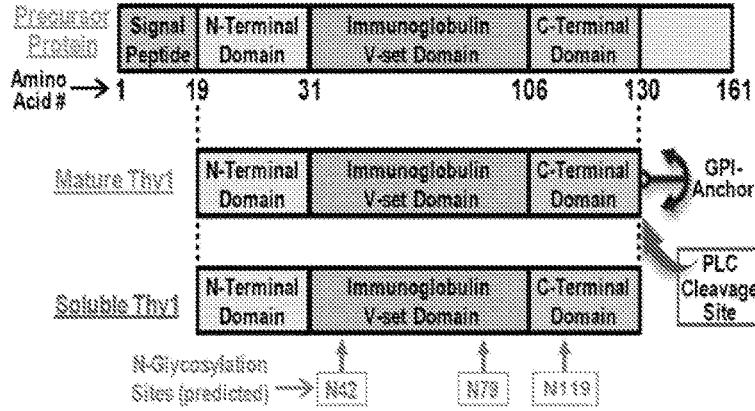 Precursor
Protein
Signal
Peptide
N-Terminal
Domain
Immunoglobulin
V-set Domain
C-Terminal
Domain
Amino
Acid #
1
19
31
106
130
161
Mature Thy1
N-Terminal
Domain
Immunoglobulin
V-set Domain
C-Terminal
Domain
GPI-
Anchor
PLC
Cleavage
Site
Soluble Thy1
N-Terminal
Domain
Immunoglobulin
V-set Domain
C-Terminal
Domain
N-Glycosylation
Sites (predicted)
N42
N79
N119